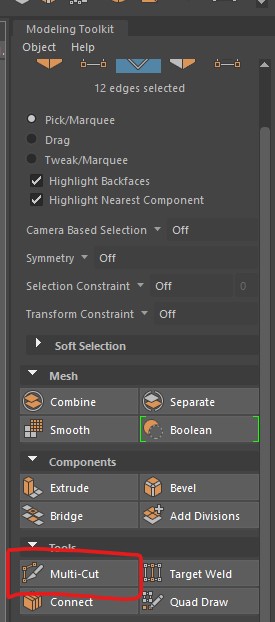 Modeling Toolkit
Object Help
12 edges selected
Pick/Marquee
Drag
Tweak/Marquee
Highlight Backfaces
Highlight Nearest Component
Camera Based Selection Off
Symmetry Off
Selection Constraint Off 0
Transform Constraint Off
Soft Selection
Mesh
Combine Separate
Smooth Boolean
Components
Extrude Bevel
Bridge Add Divisions
Tools
Multi-Cut Target Weld
Connect Quad Draw